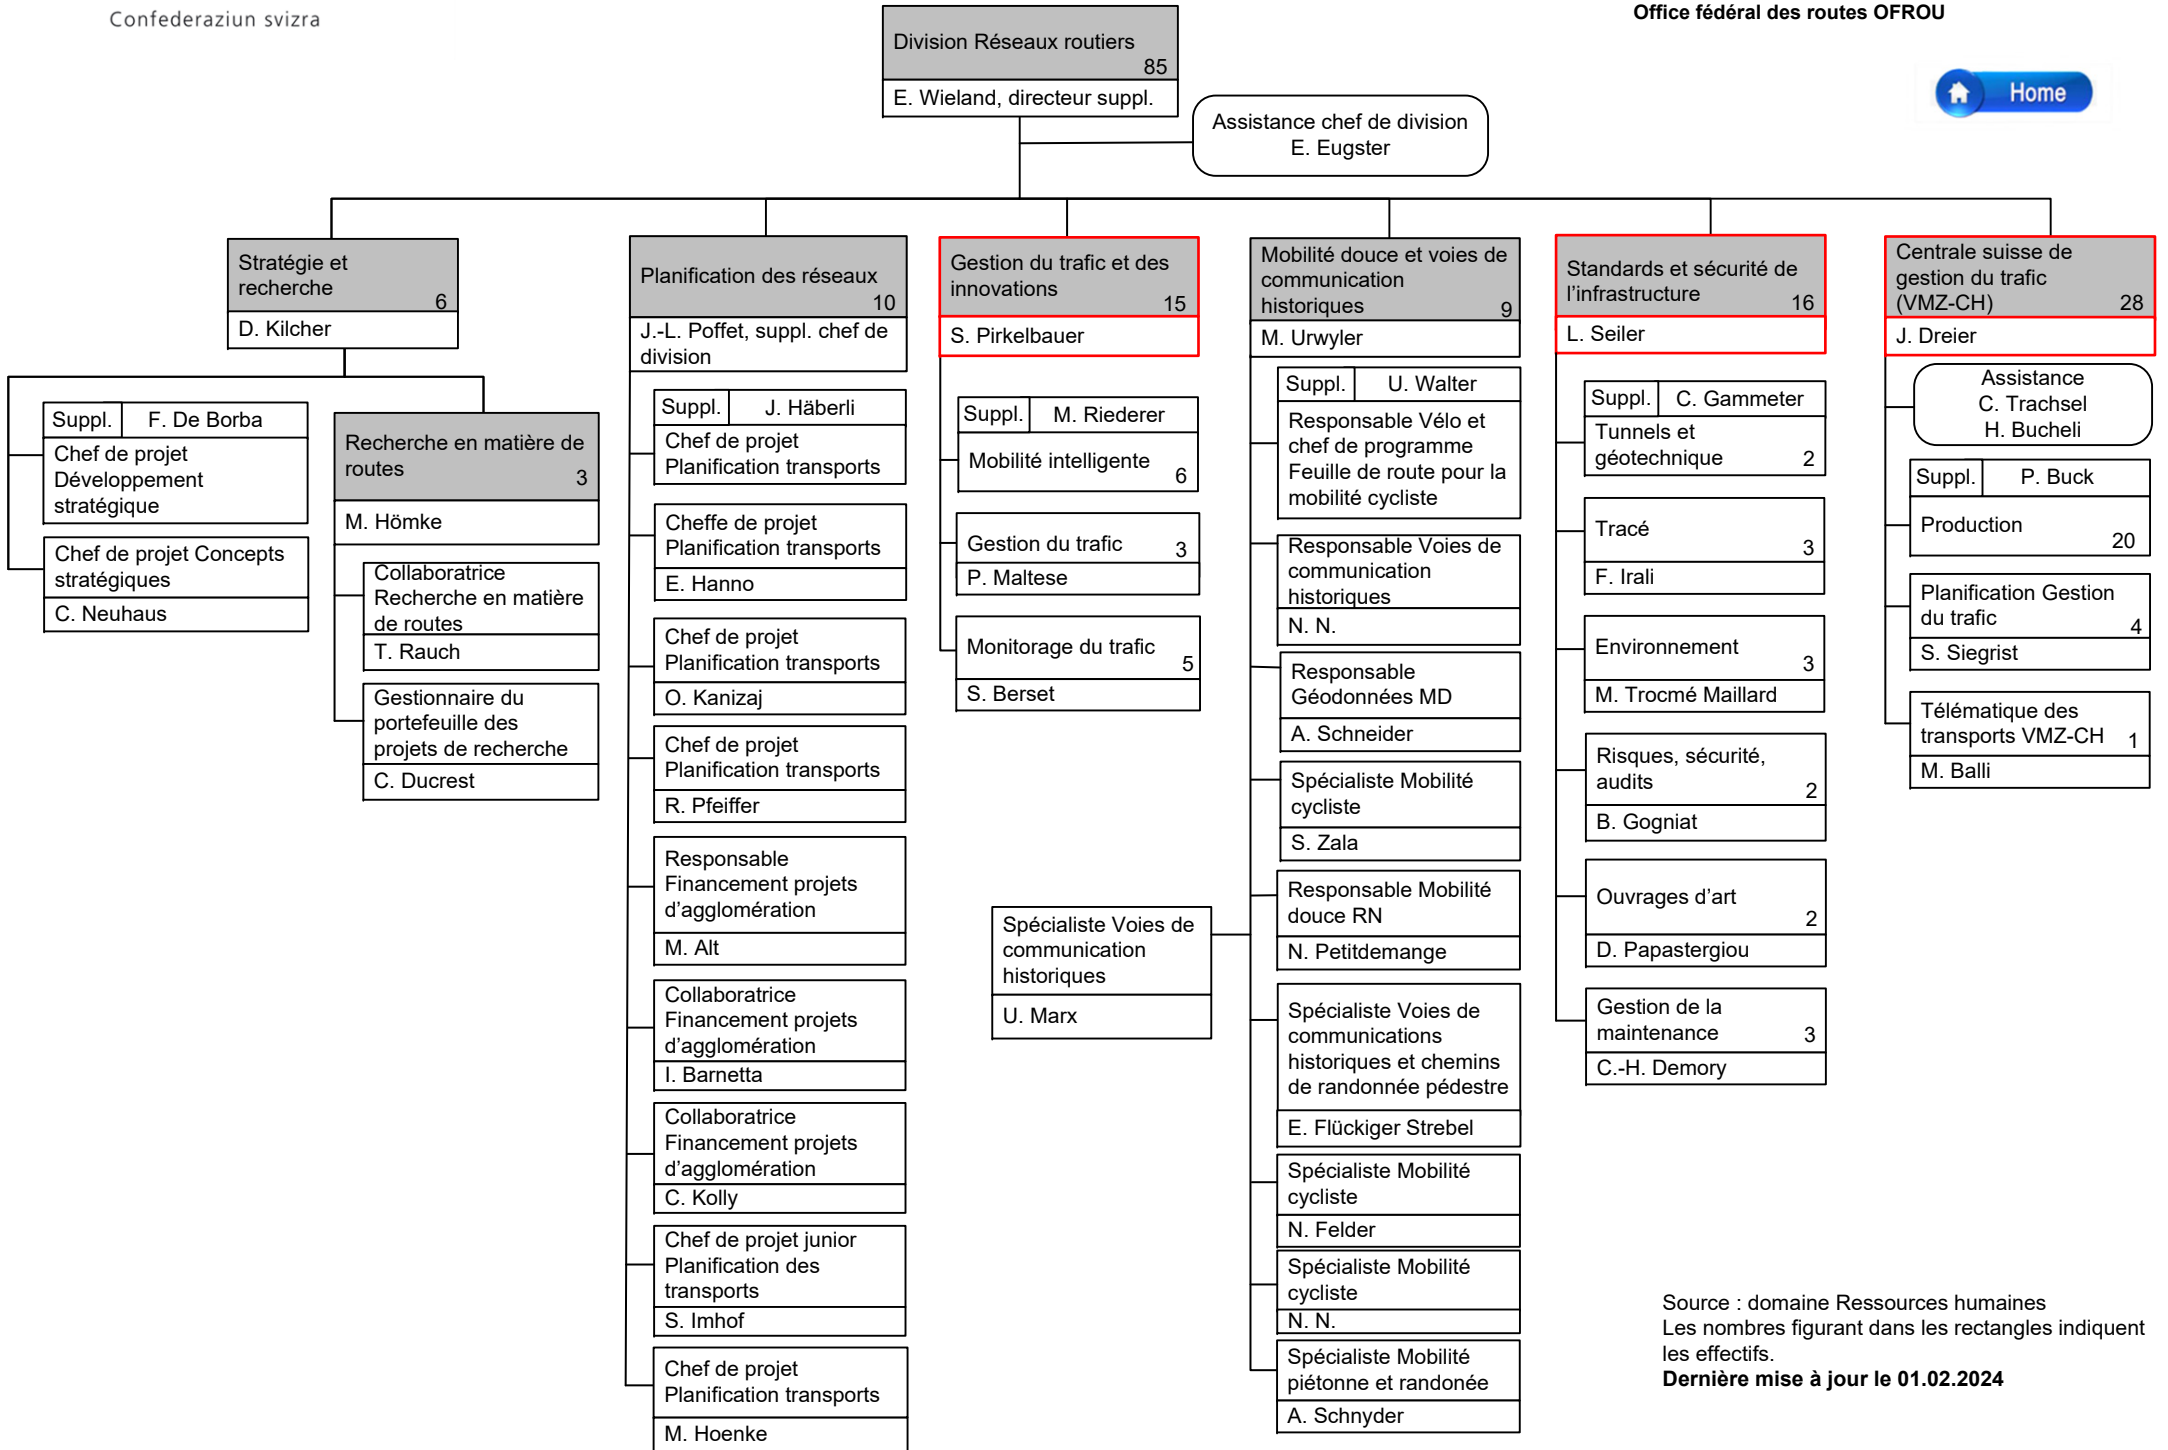 Confederaziun svizra
Office fédéral des routes OFROU
Home
Division Réseaux routiers
85
E. Wieland, directeur suppl.
Assistance chef de division
E. Eugster
Stratégie et
recherche
6
D. Kilcher
Suppl.
F. De Borba
Chef de projet
Développement
stratégique
Chef de projet Concepts
stratégiques
C. Neuhaus
Recherche en matière de
routes
3
M. Hömke
Collaboratrice
Recherche en matière
de routes
T. Rauch
Gestionnaire du
portefeuille des
projets de recherche
C. Ducrest
Planification des réseaux
10
J.-L. Poffet, suppl. chef de
division
Suppl.
J. Häberli
Chef de projet
Planification transports
Cheffe de projet
Planification transports
E. Hanno
Chef de projet
Planification transports
O. Kanizaj
Chef de projet
Planification transports
R. Pfeiffer
Responsable
Financement projets
d'agglomération
M. Alt
Collaboratrice
Financement projets
d'agglomération
I. Barnetta
Collaboratrice
Financement projets
d'agglomération
C. Kolly
Chef de projet junior
Planification des
transports
S. Imhof
Chef de projet
Planification transports
M. Hoenke
Gestion du trafic et des
innovations
15
S. Pirkelbauer
Suppl.
M. Riederer
Mobilité intelligente
6
Gestion du trafic
3
P. Maltese
Monitorage du trafic
5
S. Berset
Mobilité douce et voies de
communication
historiques
9
M. Urwyler
Suppl.
U. Walter
Responsable Vélo et
chef de programme
Feuille de route pour la
mobilité cycliste
Responsable Voies de
communication
historiques
N. N.
Responsable
Géodonnées MD
A. Schneider
Spécialiste Mobilité
cycliste
S. Zala
Responsable Mobilité
douce RN
N. Petitdemange
Spécialiste Voies de
communication
historiques
U. Marx
Spécialiste Voies de
communications
historiques et chemins
de randonnée pédestre
E. Flückiger Strebel
Spécialiste Mobilité
cycliste
N. Felder
Spécialiste Mobilité
cycliste
N. N.
Spécialiste Mobilité
piétonne et randonée
A. Schnyder
Standards et sécurité de
l'infrastructure
16
L. Seiler
Suppl.
C. Gammeter
Tunnels et
géotechnique
2
Tracé
3
F. Irali
Environnement
3
M. Trocmé Maillard
Risques, sécurité,
audits
2
B. Gogniat
Ouvrages d'art
2
D. Papastergiou
Gestion de la
maintenance
3
C.-H. Demory
Centrale suisse de
gestion du trafic
(VMZ-CH)
28
J. Dreier
Assistance
C. Trachsel
H. Bucheli
Suppl.
P. Buck
Production
20
Planification Gestion
du trafic
4
S. Siegrist
Télématique des
transports VMZ-CH
1
M. Balli
Source : domaine Ressources humaines
Les nombres figurant dans les rectangles indiquent
les effectifs.
Dernière mise à jour le 01.02.2024